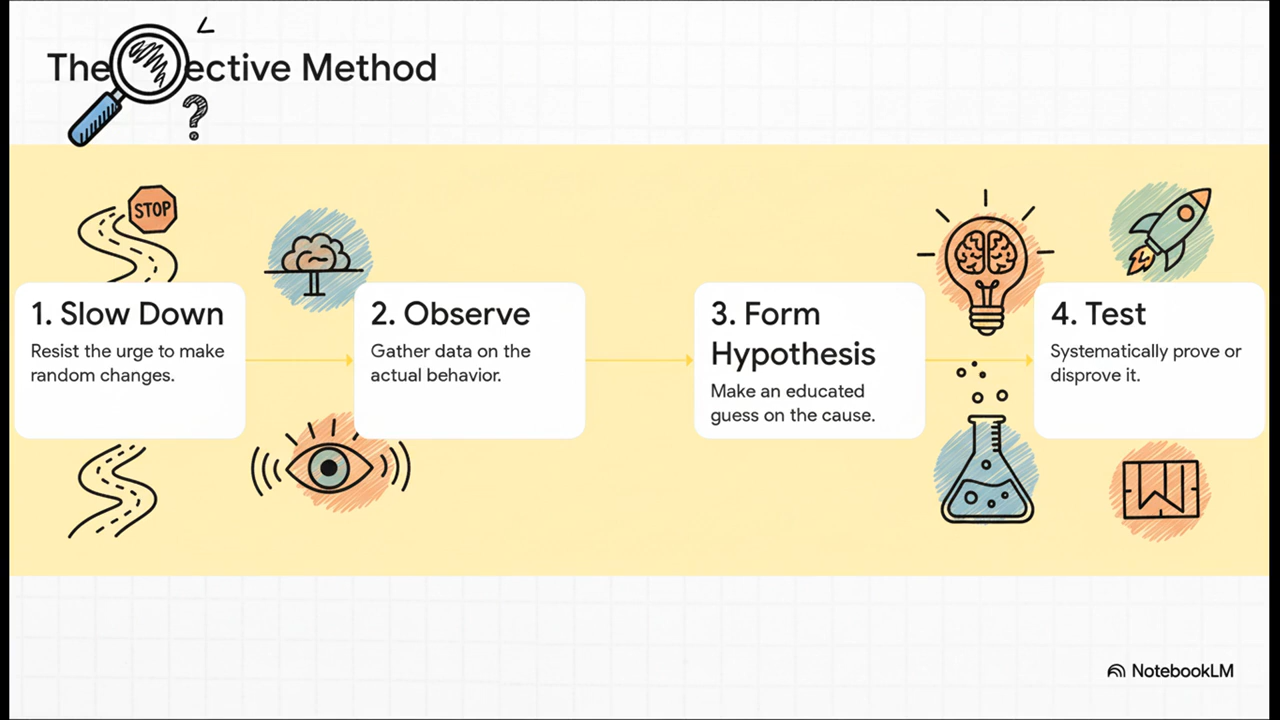 The ective Method
?
STOP
1. Slow Down
Resist the urge to make
random changes.
2. Observe
Gather data on the
actual behavior.
3. Form
Hypothesis
Make an educated
guess on the cause.
4. Test
Systematically prove or
disprove it.
NotebookLM